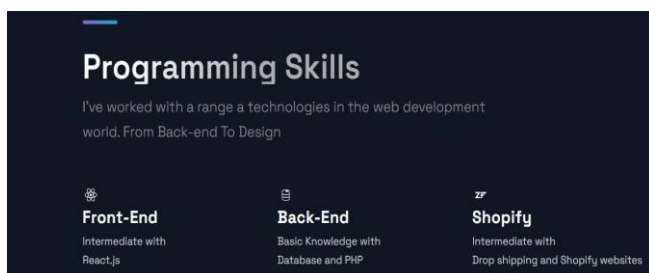 Programming Skills
I've worked with a range a technologies in the web development
world. From Back-end To Design
ZF
Front-End
Back-End
Shopify
Intermediate with
React.js
Basic Knowledge with
Database and PHP
Intermediate with
Drop shipping and Shopify websites